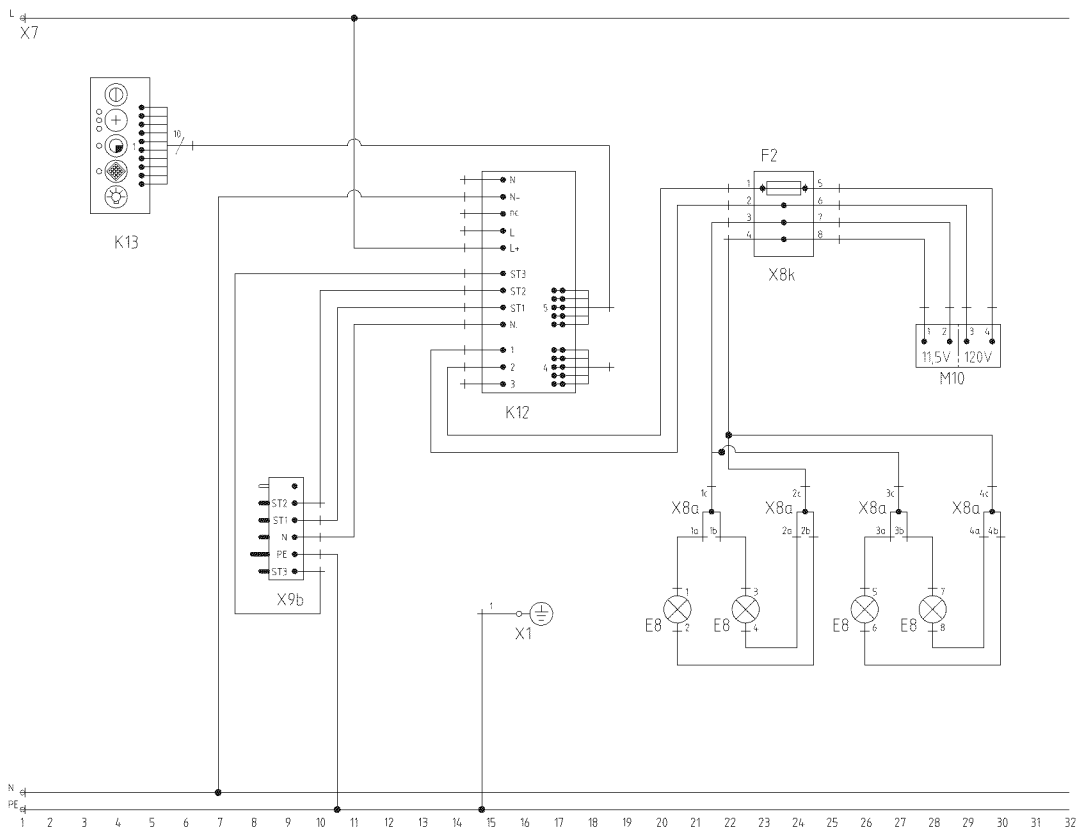 L
X7
10
1
K13
F2
1 5
2 6
3 7
4 8
X8k
N
N-
nc
L
L+
ST3
ST2
ST1
5
N.
1
2
4
3
K12
1 2 3 4
11,5V 120V
M10
ST2
ST1
N
PE
ST3
X9b
1
X1
1c 2c 3c 4c
X8a X8a X8a X8a
1a 1b 2a 2b 3a 3b 4a 4b
1 3 5 7
E8 E8 E8 E8
2 4 6 8
N
PE
1 2 3 4 5 6 7 8 9 10 11 12 13 14 15 16 17 18 19 20 21 22 23 24 25 26 27 28 29 30 31 32